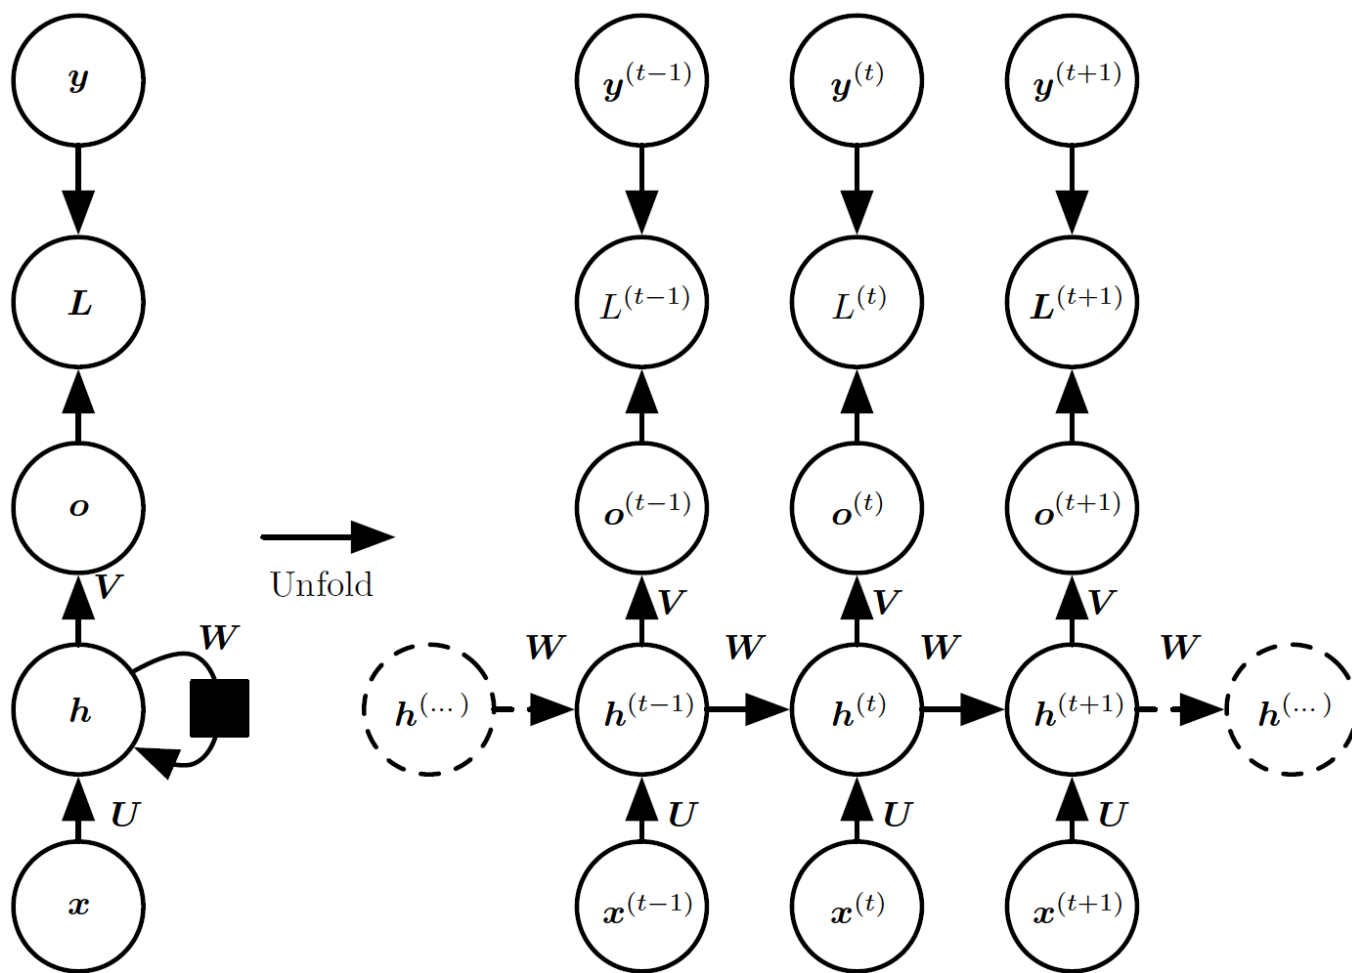 y y^(t−1) y^(t) y^(t+1)
L L^(t−1) L^(t) L^(t+1)
o o^(t−1) o^(t) o^(t+1)
Unfold
V V V V
W W W W W
h h^(...) h^(t−1) h^(t) h^(t+1) h^(...)
U U U U
x x^(t−1) x^(t) x^(t+1)